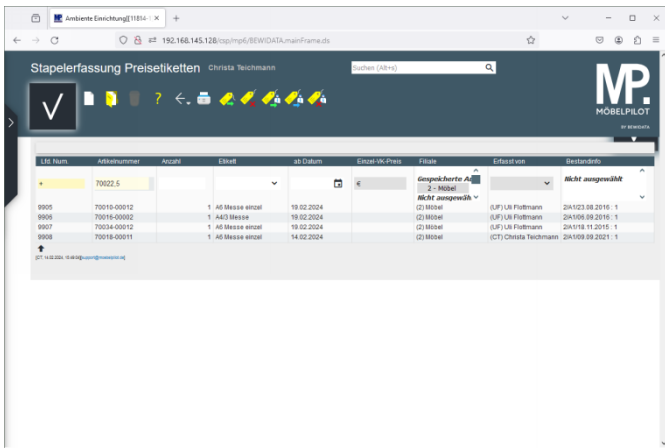 Ambiente Einrichtung[[11814-
192.168.145.128/csp/mp6/BEWIDATA.mainFrame.cls
Stapelerfassung Preisetiketten Christa Teichmann
Suchen (Alt+s)
MP.
MÖBELPILOT
BY BEWIDATA
Lfd. Num. Artikelnummer Anzahl Etikett ab Datum Einzel-VK-Preis Filiale Erfasst von Bestandinfo
+ 70022,5 €
Gespeicherte
2 - Möbel
Nicht ausgewäh
Nicht ausgewählt
9905 70010-00012 1 A6 Messe einzel 19.02.2024 (2) Möbel (UF) Uli Flottmann 2/A1/23.08.2016 : 1
9906 70016-00002 1 A4/3 Messe 19.02.2024 (2) Möbel (UF) Uli Flottmann 2/A1/06.09.2016 : 1
9907 70034-00012 1 A6 Messe einzel 19.02.2024 (2) Möbel (UF) Uli Flottmann 2/A1/18.11.2015 : 1
9908 70018-00011 1 A6 Messe einzel 14.02.2024 (2) Möbel (CT) Christa Teichmann 2/A1/09.09.2021 : 1